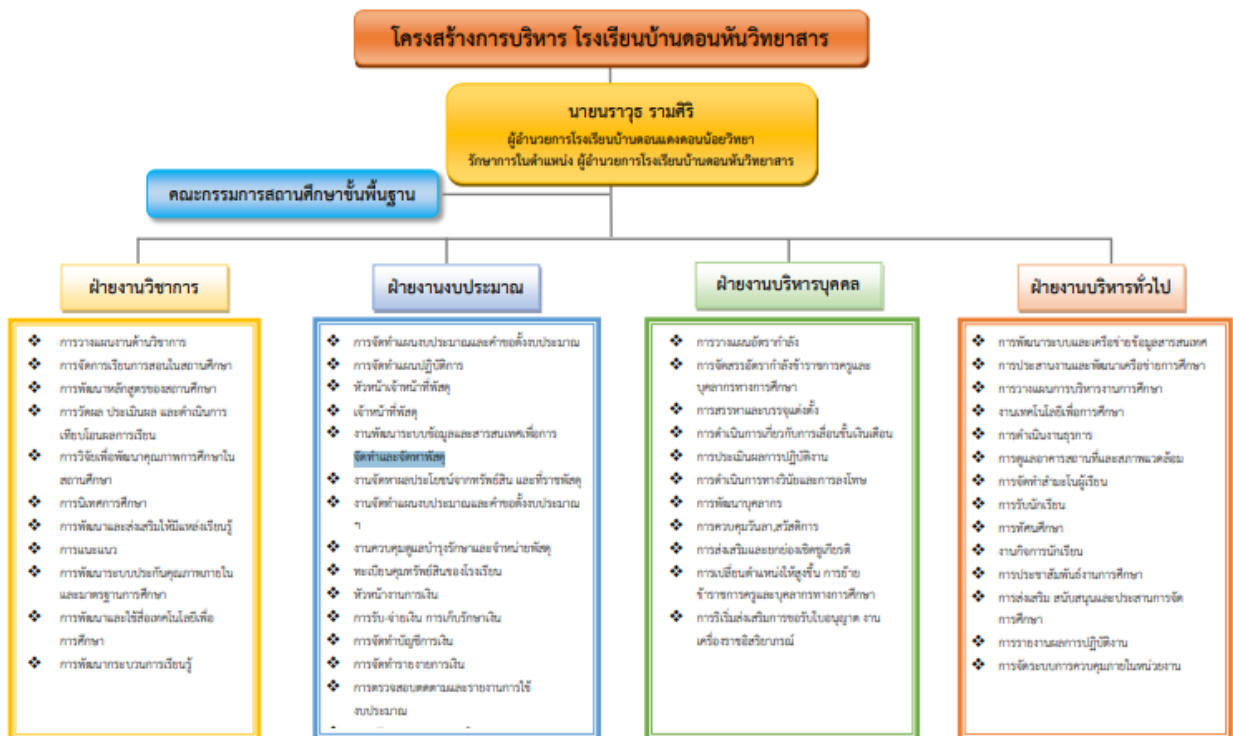 โครงสร้างการบริหาร โรงเรียนบ้านดอนหันวิทยาสาร
นายนราวุธ รามศิริ
ผู้อำนวยการโรงเรียนบ้านดอนแดงดอนน้อยวิทยา
รักษาการในตำแหน่ง ผู้อำนวยการโรงเรียนบ้านดอนหันวิทยาสาร
คณะกรรมการสถานศึกษาขั้นพื้นฐาน
ฝ่ายงานวิชาการ
❖ การวางแผนงานด้านวิชาการ
❖ การจัดการเรียนการสอนในสถานศึกษา
❖ การพัฒนาหลักสูตรของสถานศึกษา
❖ การวัดผล ประเมินผล และดำเนินการ
เทียบโอนผลการเรียน
❖ การวิจัยเพื่อพัฒนาคุณภาพการศึกษาใน
สถานศึกษา
❖ การนิเทศการศึกษา
❖ การพัฒนาและส่งเสริมให้มีแหล่งเรียนรู้
❖ การแนะแนว
❖ การพัฒนาระบบประกันคุณภาพภายใน
และมาตรฐานการศึกษา
❖ การพัฒนาและใช้สื่อเทคโนโลยีเพื่อ
การศึกษา
❖ การพัฒนากระบวนการเรียนรู้
ฝ่ายงานงบประมาณ
❖ การจัดทำแผนงบประมาณและคำขอตั้งงบประมาณ
❖ การจัดทำแผนปฏิบัติการ
❖ หัวหน้าเจ้าหน้าที่พัสดุ
❖ เจ้าหน้าที่พัสดุ
❖ งานพัฒนาระบบข้อมูลและสารสนเทศเพื่อการ
จัดทำและจัดหาพัสดุ
❖ งานจัดหาผลประโยชน์จากทรัพย์สิน และที่ราชพัสดุ
❖ งานจัดทำแผนงบประมาณและคำขอตั้งงบประมาณ
ฯ
❖ งานควบคุมดูแลบำรุงรักษาและจำหน่ายพัสดุ
❖ ทะเบียนคุมทรัพย์สินของโรงเรียน
❖ หัวหน้างานการเงิน
❖ การรับ-จ่ายเงิน การเก็บรักษาเงิน
❖ การจัดทำบัญชีการเงิน
❖ การจัดทำรายงายการเงิน
❖ การตรวจสอบตดตามและรายงานการใช้
งบประมาณ
ฝ่ายงานบริหารบุคคล
❖ การวางแผนอัตรากำลัง
❖ การจัดสรรอัตรากำลังข้าราชการครูและ
บุคลากรทางการศึกษา
❖ การสรรหาและบรรจุแต่งตั้ง
❖ การดำเนินการเกี่ยวกับการเลื่อนขั้นเงินเดือน
❖ การประเมินผลการปฏิบัติงาน
❖ การดำเนินการทางวินัยและการลงโทษ
❖ การพัฒนาบุคลากร
❖ การควบคุมวันลา,สวัสดิการ
❖ การส่งเสริมและยกย่องเชิดชูเกียรติ
❖ การเปลี่ยนตำแหน่งให้สูงขึ้น การย้าย
ข้าราชการครูและบุคลากรทางการศึกษา
❖ การริเริ่มส่งเสริมการขอรับใบอนุญาต งาน
เครื่องราชอิสริยาภรณ์
ฝ่ายงานบริหารทั่วไป
❖ การพัฒนาระบบและเครือข่ายข้อมูลสารสนเทศ
❖ การประสานงานและพัฒนาเครือข่ายการศึกษา
❖ การวางแผนการบริหารงานการศึกษา
❖ งานเทคโนโลยีเพื่อการศึกษา
❖ การดำเนินงานธุรการ
❖ การดูแลอาคารสถานที่และสภาพแวดล้อม
❖ การจัดทำสำมะโนผู้เรียน
❖ การรับนักเรียน
❖ การทัศนศึกษา
❖ งานกิจการนักเรียน
❖ การประชาสัมพันธ์งานการศึกษา
❖ การส่งเสริม สนับสนุนและประสานการจัด
การศึกษา
❖ การรายงานผลการปฏิบัติงาน
❖ การจัดระบบการควบคุมภายในหน่วยงาน